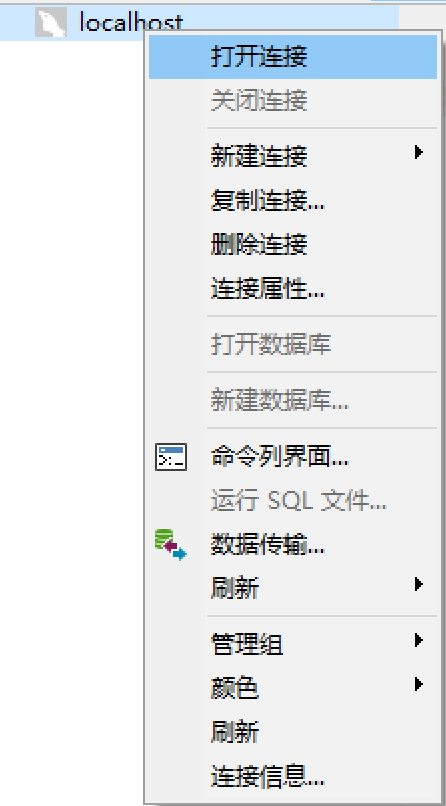 localhost
打开连接
关闭连接
新建连接
复制连接...
删除连接
连接属性...
打开数据库
新建数据库...
命令列界面...
运行 SQL 文件...
数据传输...
刷新
管理组
颜色
刷新
连接信息...